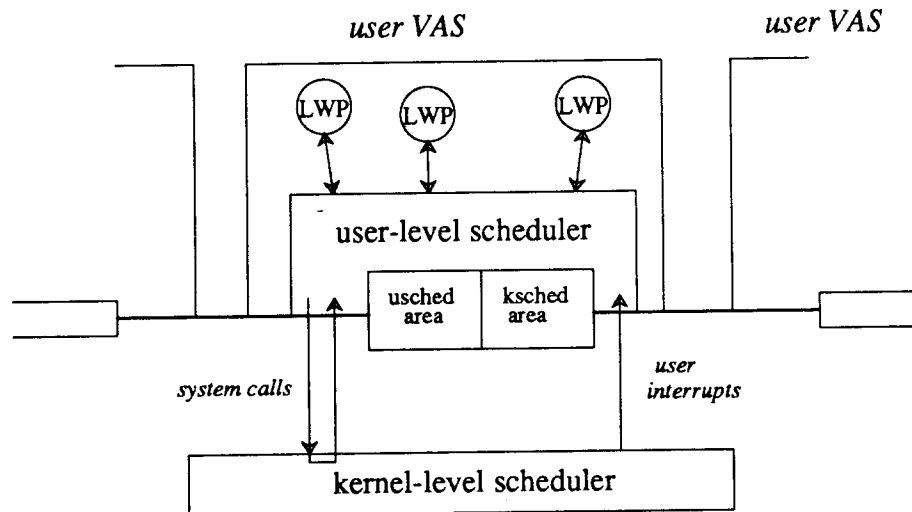 user VAS
user VAS
LWP
LWP
LWP
user-level scheduler
usched
area
ksched
area
system calls
user
interrupts
kernel-level scheduler